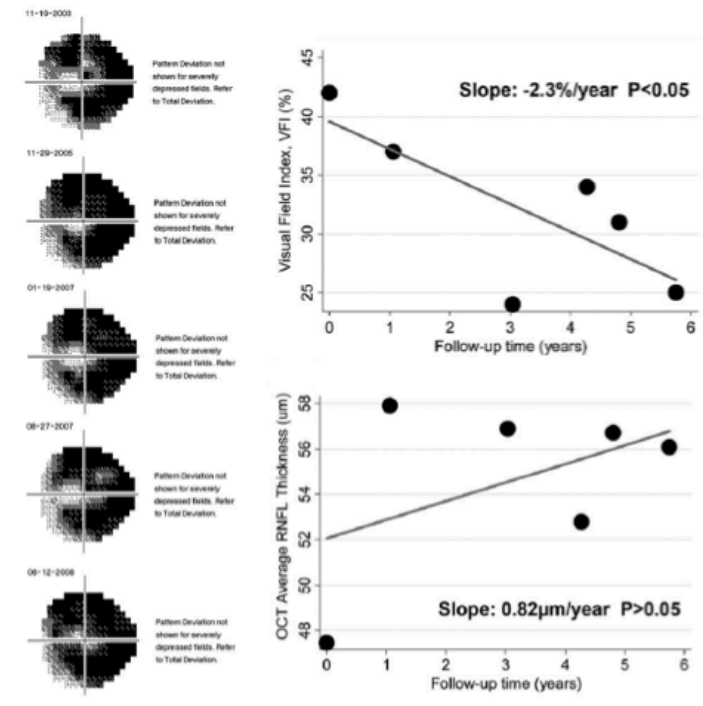 11-19-2003
Pattern Deviation not
shown for severely
depressed fields. Refer
to Total Deviation.
11-29-2005
Pattern Deviation not
shown for severely
depressed fields. Refer
to Total Deviation.
01-19-2007
Pattern Deviation not
shown for severely
depressed fields. Refer
to Total Deviation.
08-27-2007
Pattern Deviation not
shown for severely
depressed fields. Refer
to Total Deviation.
08-12-2008
Pattern Deviation not
shown for severely
depressed fields. Refer
to Total Deviation.
Visual Field Index, VFI (%)
45
40
35
30
25
Slope: -2.3%/year P<0.05
0 1 2 3 4 5 6
Follow-up time (years)
OCT Average RNFL Thickness (um)
58
56
54
52
50
48
Slope: 0.82μm/year P>0.05
0 1 2 3 4 5 6
Follow-up time (years)